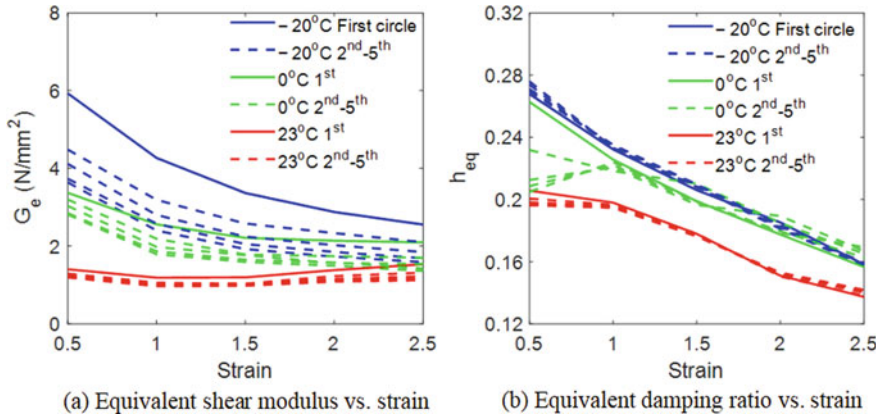 8
6
4
2
0
G_e (N/mm²)
– 20°C First circle
– 20°C 2nd-5th
0°C 1st
0°C 2nd-5th
23°C 1st
23°C 2nd-5th
0.5 1 1.5 2 2.5
Strain
(a) Equivalent shear modulus vs. strain
0.32
0.28
0.24
0.2
0.16
0.12
h_eq
– 20°C First circle
– 20°C 2nd-5th
0°C 1st
0°C 2nd-5th
23°C 1st
23°C 2nd-5th
0.5 1 1.5 2 2.5
Strain
(b) Equivalent damping ratio vs. strain